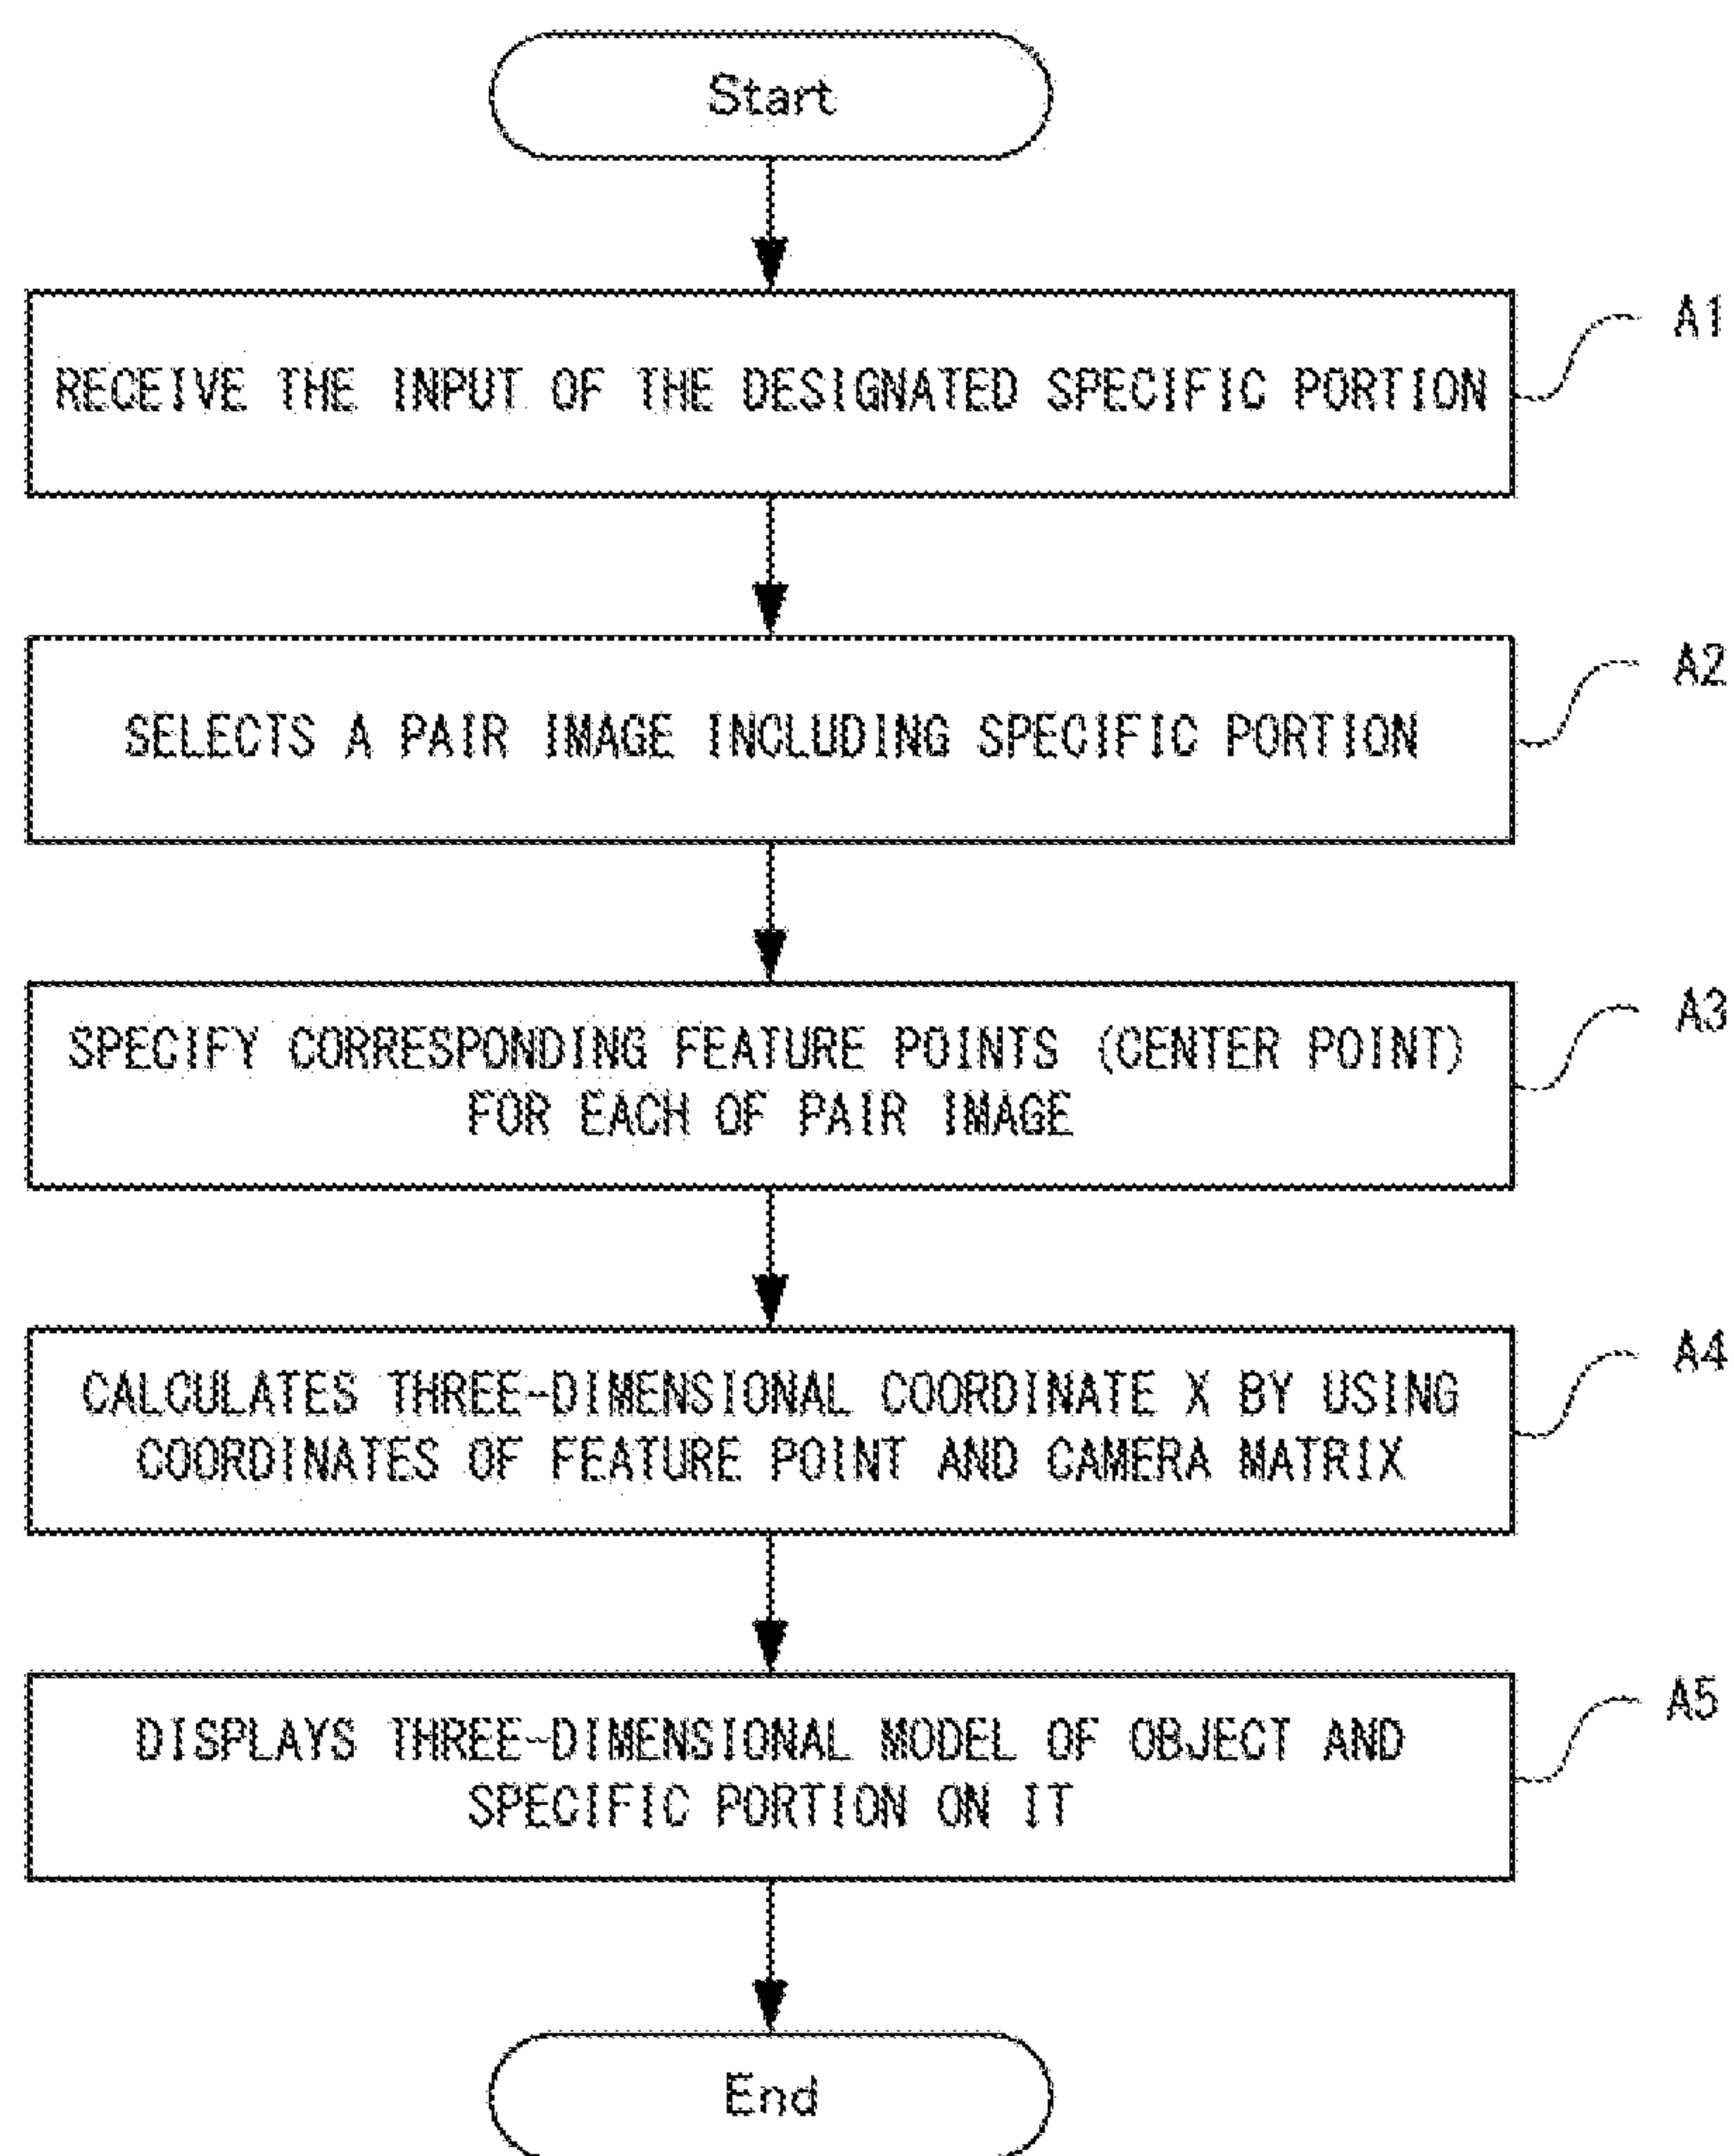 Start
RECEIVE THE INPUT OF THE DESIGNATED SPECIFIC PORTION
A1
SELECTS A PAIR IMAGE INCLUDING SPECIFIC PORTION
A2
SPECIFY CORRESPONDING FEATURE POINTS (CENTER POINT)
FOR EACH OF PAIR IMAGE
A3
CALCULATES THREE-DIMENSIONAL COORDINATE X BY USING
COORDINATES OF FEATURE POINT AND CAMERA MATRIX
A4
DISPLAYS THREE-DIMENSIONAL MODEL OF OBJECT AND
SPECIFIC PORTION ON IT
A5
End